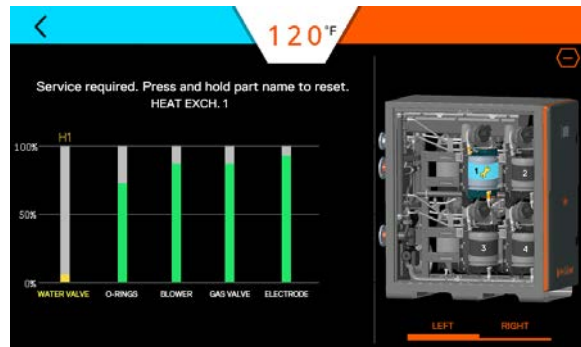 120°F
Service required. Press and hold part name to reset.
HEAT EXCH. 1
H1
100%
50%
0%
WATER VALVE O-RINGS BLOWER GAS VALVE ELECTRODE
1 2
3 4
LEFT RIGHT